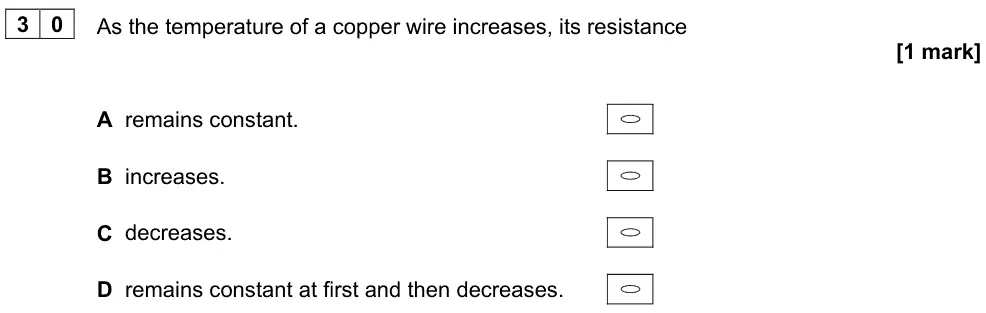 3 0 As the temperature of a copper wire increases, its resistance
[1 mark]
A remains constant.
B increases.
C decreases.
D remains constant at first and then decreases.